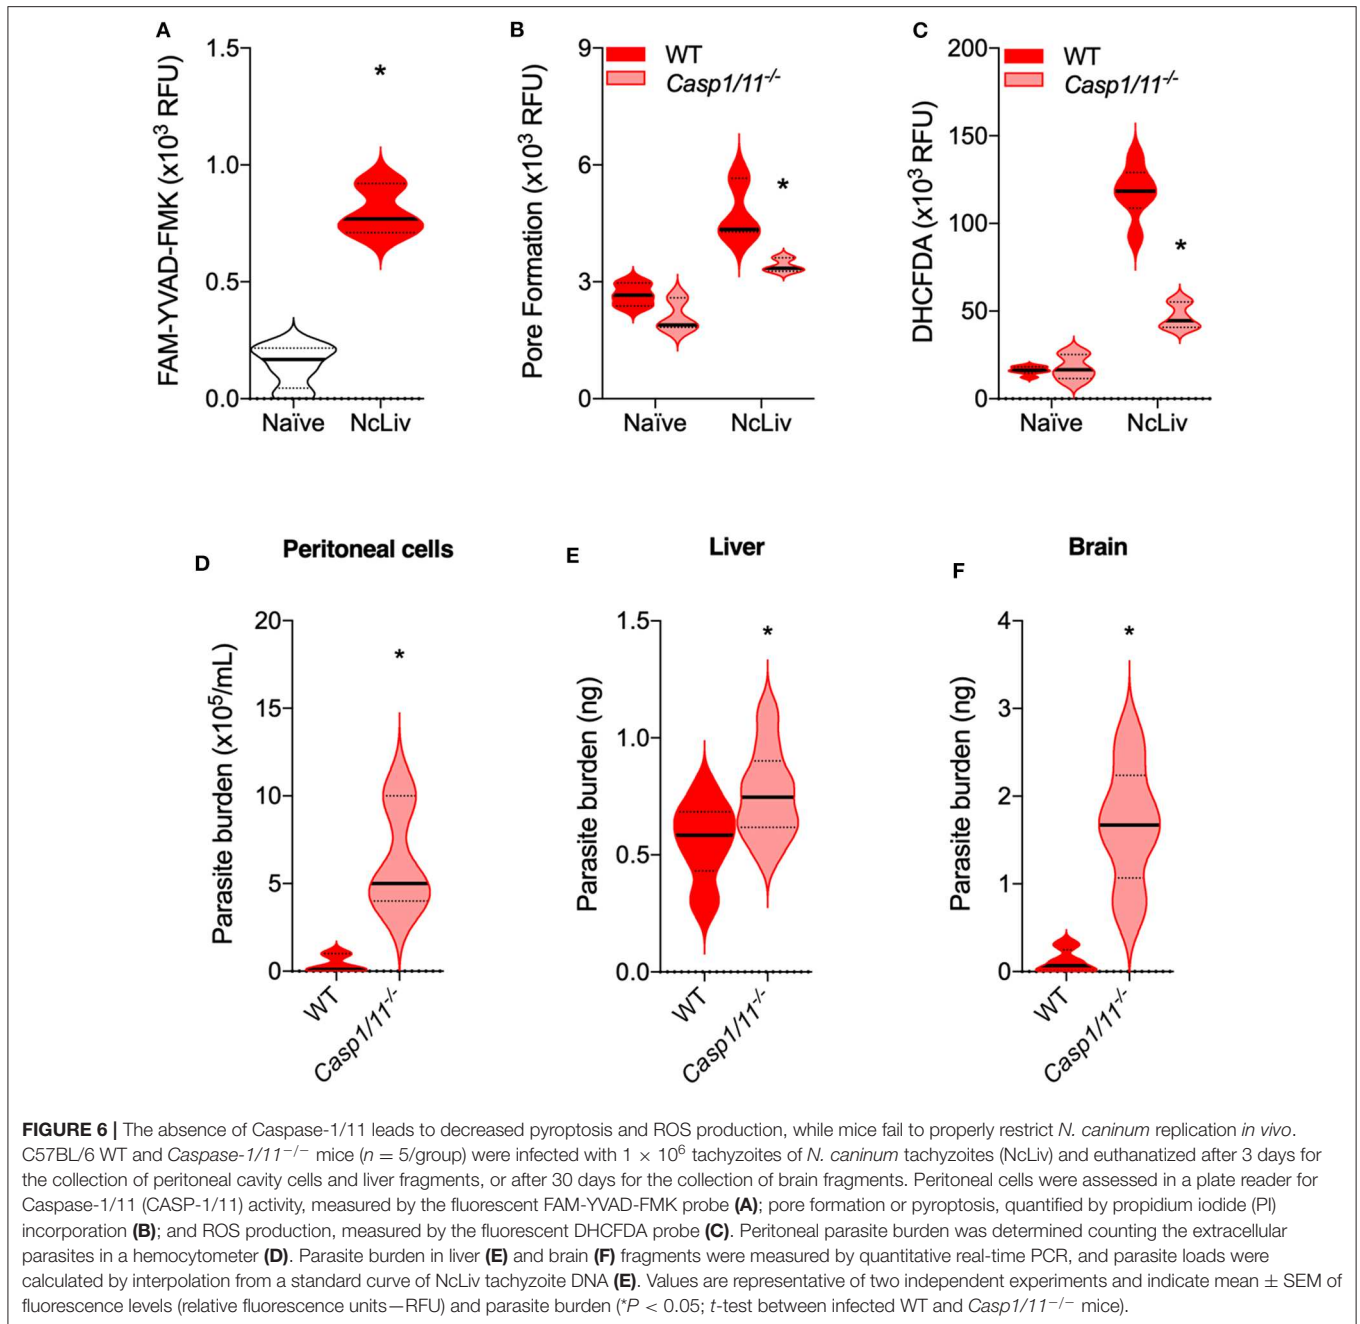 A
FAM-YVAD-FMK (x10³ RFU)
1.5
1.0
0.5
0.0
*
Naïve NcLiv
B
Pore Formation (x10³ RFU)
9
6
3
0
WT
Casp1/11-/-
*
Naïve NcLiv
C
DHCFDA (x10³ RFU)
200
150
100
50
0
WT
Casp1/11-/-
*
Naïve NcLiv
D
Peritoneal cells
Parasite burden (x10⁵/mL)
20
15
10
5
0
*
WT
Casp1/11-/-
E
Liver
Parasite burden (ng)
1.5
1.0
0.5
0.0
*
WT
Casp1/11-/-
F
Brain
Parasite burden (ng)
4
3
2
1
0
*
WT
Casp1/11-/-
FIGURE 6 | The absence of Caspase-1/11 leads to decreased pyroptosis and ROS production, while mice fail to properly restrict N. caninum replication in vivo.
C57BL/6 WT and Caspase-1/11−/− mice (n = 5/group) were infected with 1 × 10⁶ tachyzoites of N. caninum tachyzoites (NcLiv) and euthanatized after 3 days for
the collection of peritoneal cavity cells and liver fragments, or after 30 days for the collection of brain fragments. Peritoneal cells were assessed in a plate reader for
Caspase-1/11 (CASP-1/11) activity, measured by the fluorescent FAM-YVAD-FMK probe (A); pore formation or pyroptosis, quantified by propidium iodide (PI)
incorporation (B); and ROS production, measured by the fluorescent DHCFDA probe (C). Peritoneal parasite burden was determined counting the extracellular
parasites in a hemocytometer (D). Parasite burden in liver (E) and brain (F) fragments were measured by quantitative real-time PCR, and parasite loads were
calculated by interpolation from a standard curve of NcLiv tachyzoite DNA (E). Values are representative of two independent experiments and indicate mean ± SEM of
fluorescence levels (relative fluorescence units—RFU) and parasite burden (*P < 0.05; t-test between infected WT and Casp1/11−/− mice).